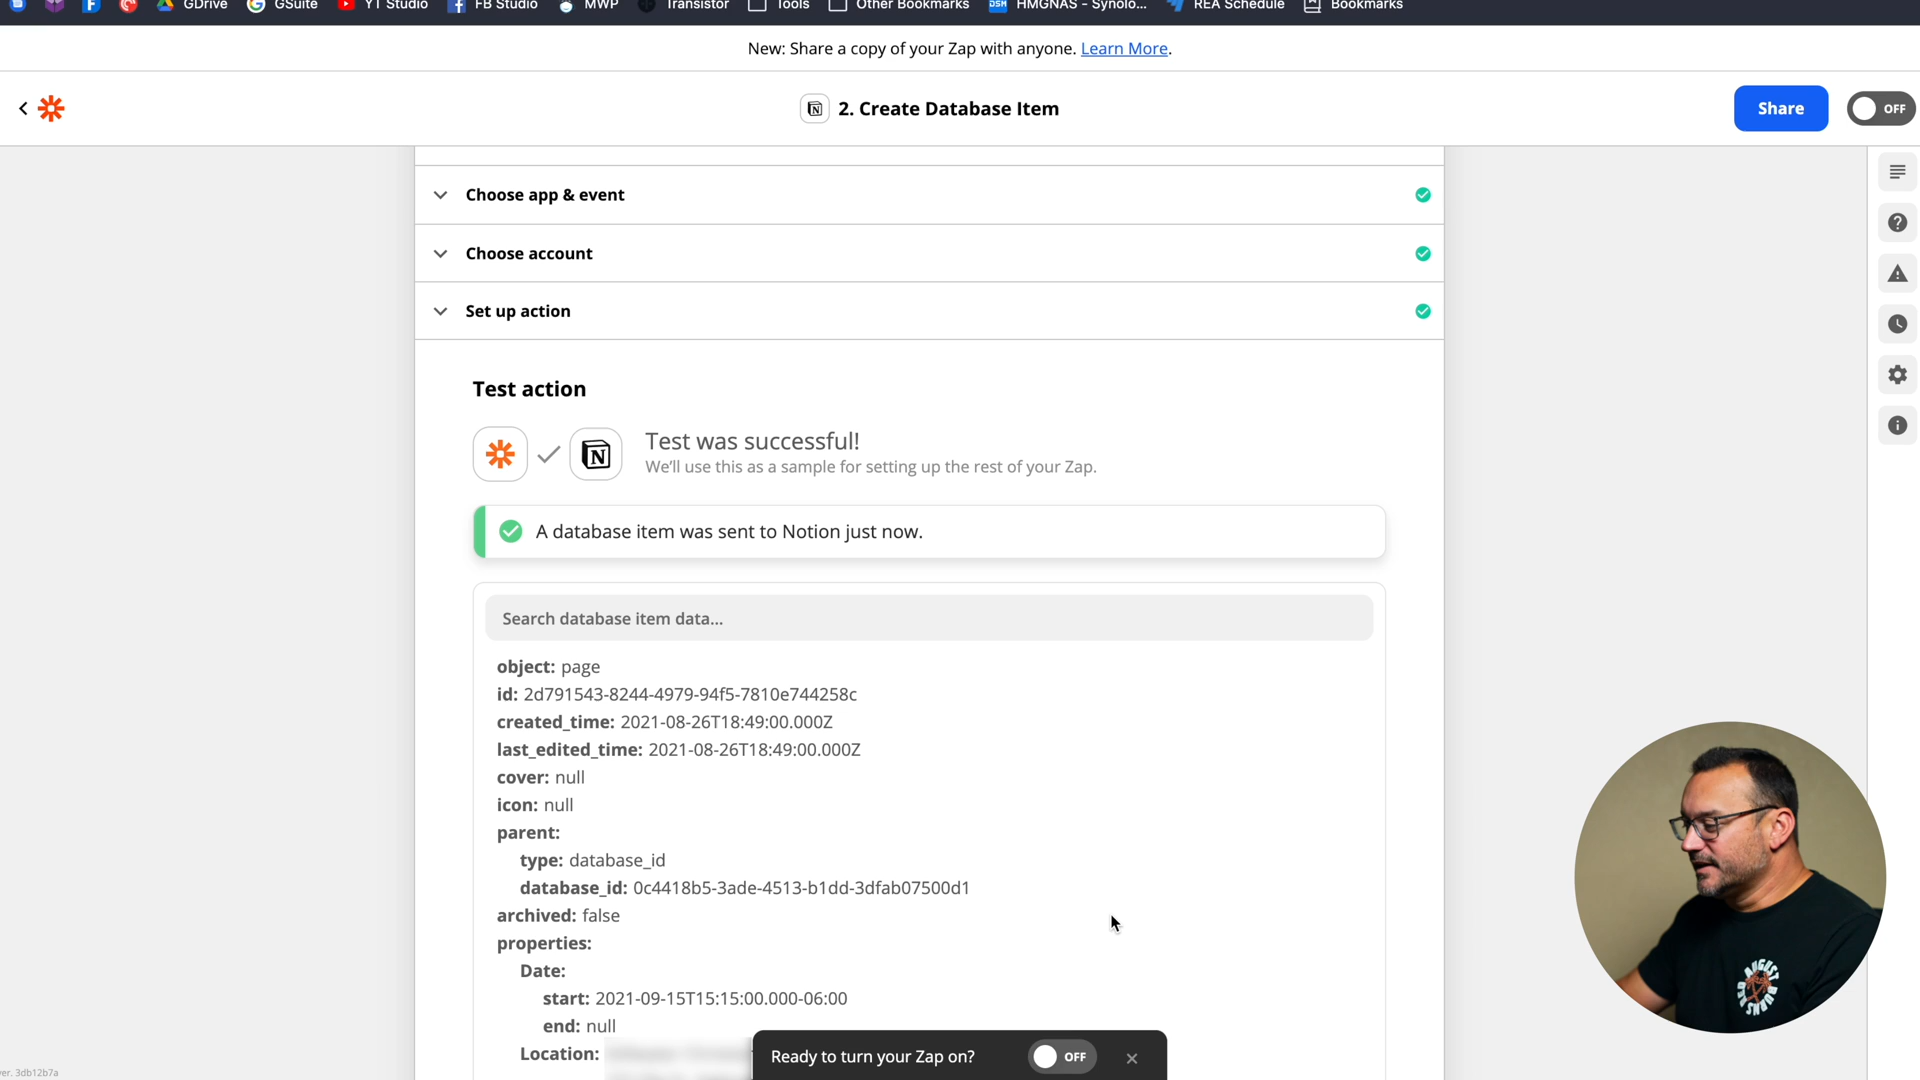 GDrive
GSuite
YT Studio
FB Studio
MWP
Transistor
Tools
Other Bookmarks
DSM
HMGNAS - Synolo...
REA Schedule
Bookmarks
New: Share a copy of your Zap with anyone. Learn More.
2. Create Database Item
Share
OFF
Choose app & event
Choose account
Set up action
Test action
Test was successful!
We'll use this as a sample for setting up the rest of your Zap.
A database item was sent to Notion just now.
Search database item data...
object: page
id: 2d791543-8244-4979-94f5-7810e744258c
created_time: 2021-08-26T18:49:00.000Z
last_edited_time: 2021-08-26T18:49:00.000Z
cover: null
icon: null
parent:
type: database_id
database_id: 0c4418b5-3ade-4513-b1dd-3dfab07500d1
archived: false
properties:
Date:
start: 2021-09-15T15:15:00.000-06:00
end: null
Location:
Ready to turn your Zap on?
OFF
ver. 3db12b7a
AUGUST BURNS RED